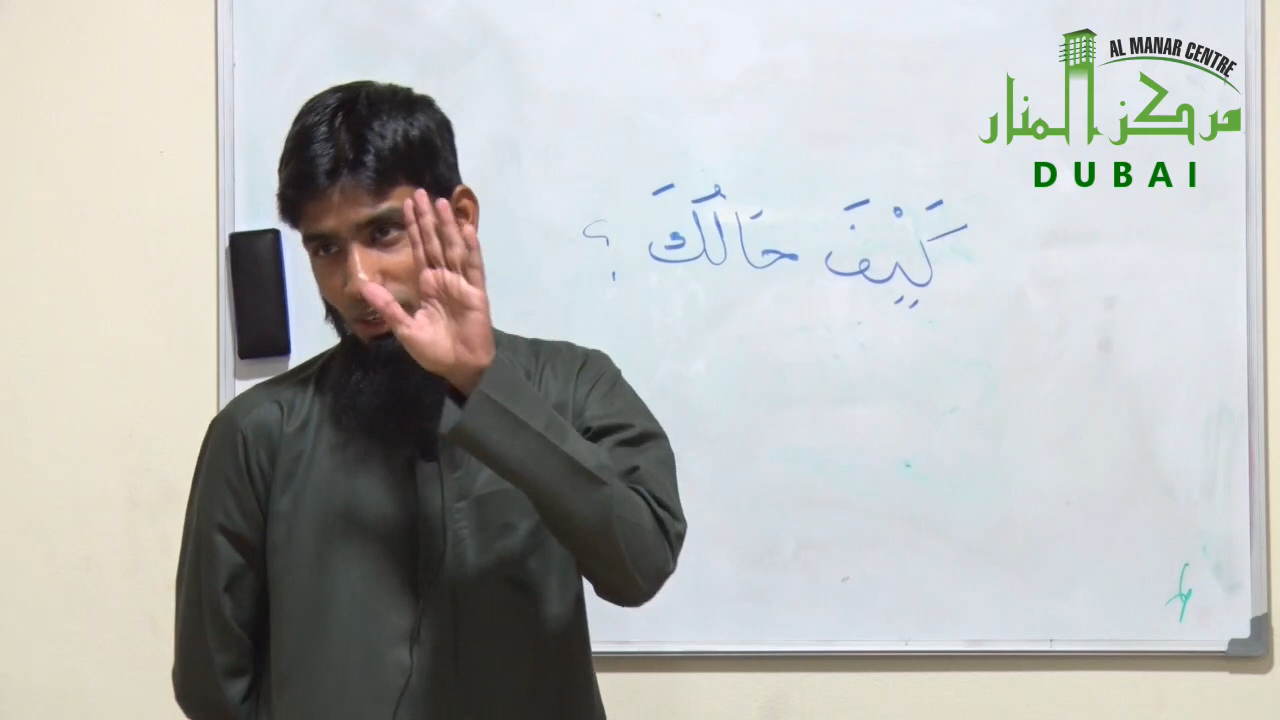 AL MANAR CENTRE
مركز المنار
DUBAI
كَيْفَ حَالُكَ ؟